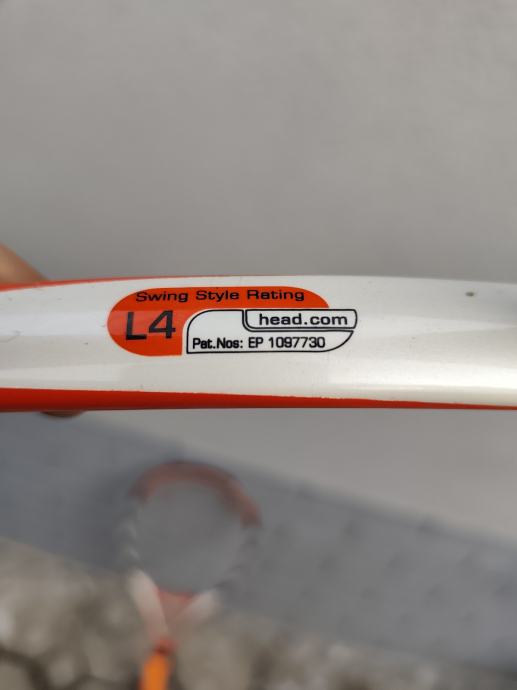 Swing Style Rating
L4
head.com
Pat.Nos: EP 1097730